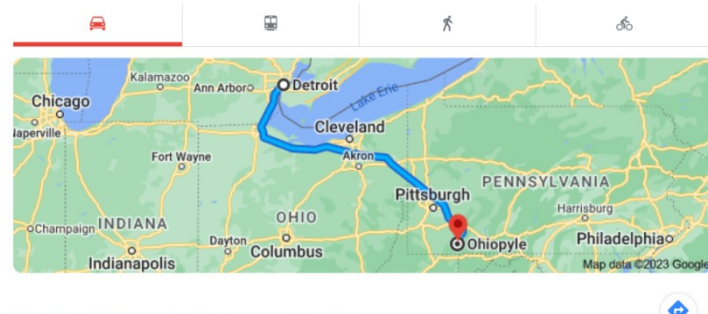 Kalamazoo
Ann Arbor
Detroit
Lake Erie
Chicago
Naperville
Cleveland
Fort Wayne
Akron
PENNSYLVANIA
Pittsburgh
Harrisburg
OHIO
INDIANA
Champaign
Dayton
Columbus
Ohiopyle
Philadelphia
Indianapolis
Map data ©2023 Google